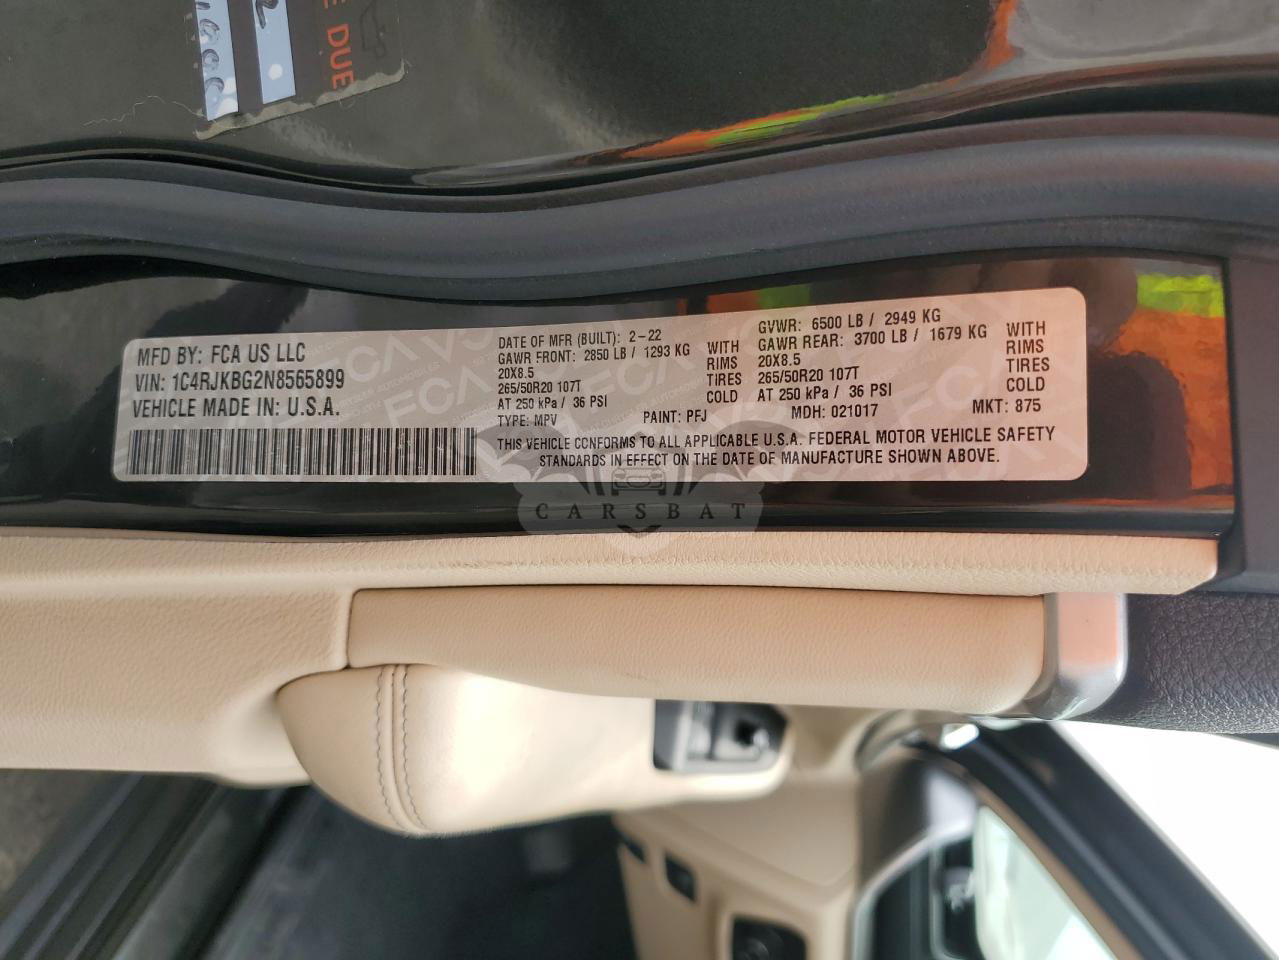 E DUE
MFD BY: FCA US LLC
VIN: 1C4RJKBG2N8565899
VEHICLE MADE IN: U.S.A.
DATE OF MFR (BUILT): 2-22
GAWR FRONT: 2850 LB / 1293 KG
20X8.5
265/50R20 107T
AT 250 kPa / 36 PSI
WITH
RIMS
TIRES
COLD
TYPE: MPV
PAINT: PFJ
GVWR: 6500 LB / 2949 KG
GAWR REAR: 3700 LB / 1679 KG
20X8.5
265/50R20 107T
AT 250 kPa / 36 PSI
WITH
RIMS
TIRES
COLD
MDH: 021017
MKT: 875
THIS VEHICLE CONFORMS TO ALL APPLICABLE U.S.A. FEDERAL MOTOR VEHICLE SAFETY
STANDARDS IN EFFECT ON THE DATE OF MANUFACTURE SHOWN ABOVE.
CARSBAT